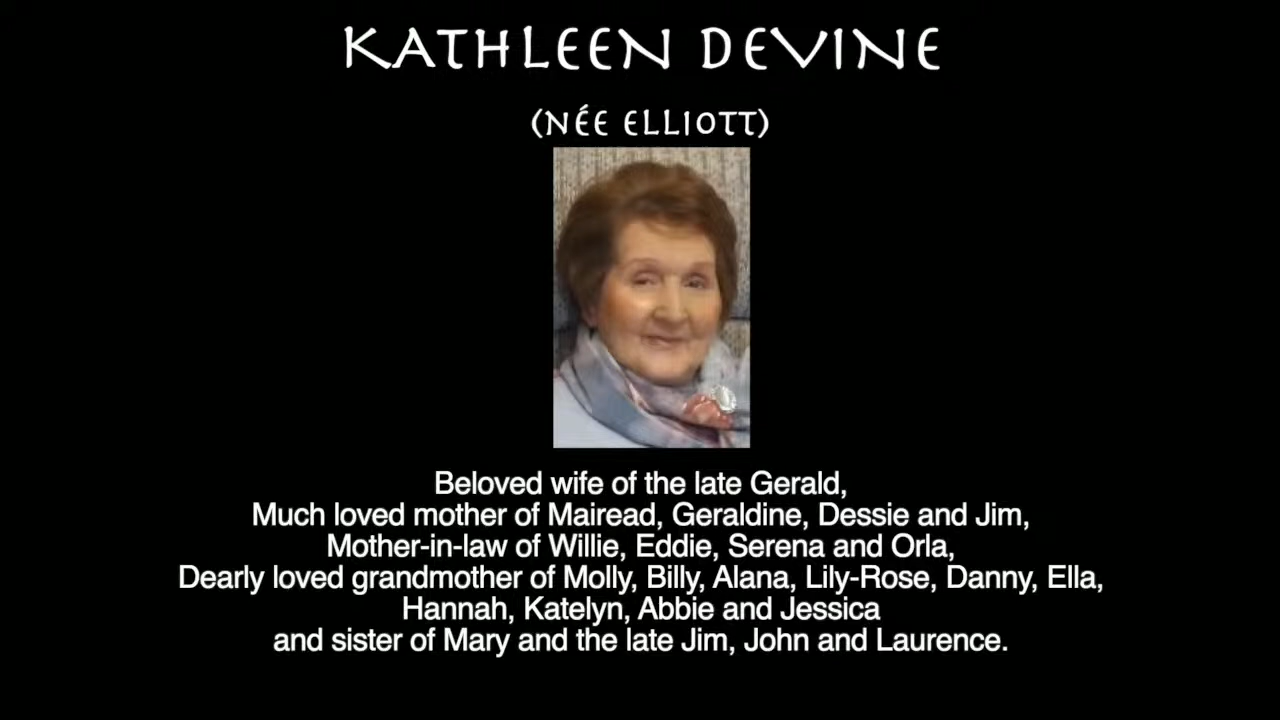 KATHLEEN DEVINE
(NÉE ELLIOTT)
Beloved wife of the late Gerald,
Much loved mother of Mairead, Geraldine, Dessie and Jim,
Mother-in-law of Willie, Eddie, Serena and Orla,
Dearly loved grandmother of Molly, Billy, Alana, Lily-Rose, Danny, Ella,
Hannah, Katelyn, Abbie and Jessica
and sister of Mary and the late Jim, John and Laurence.